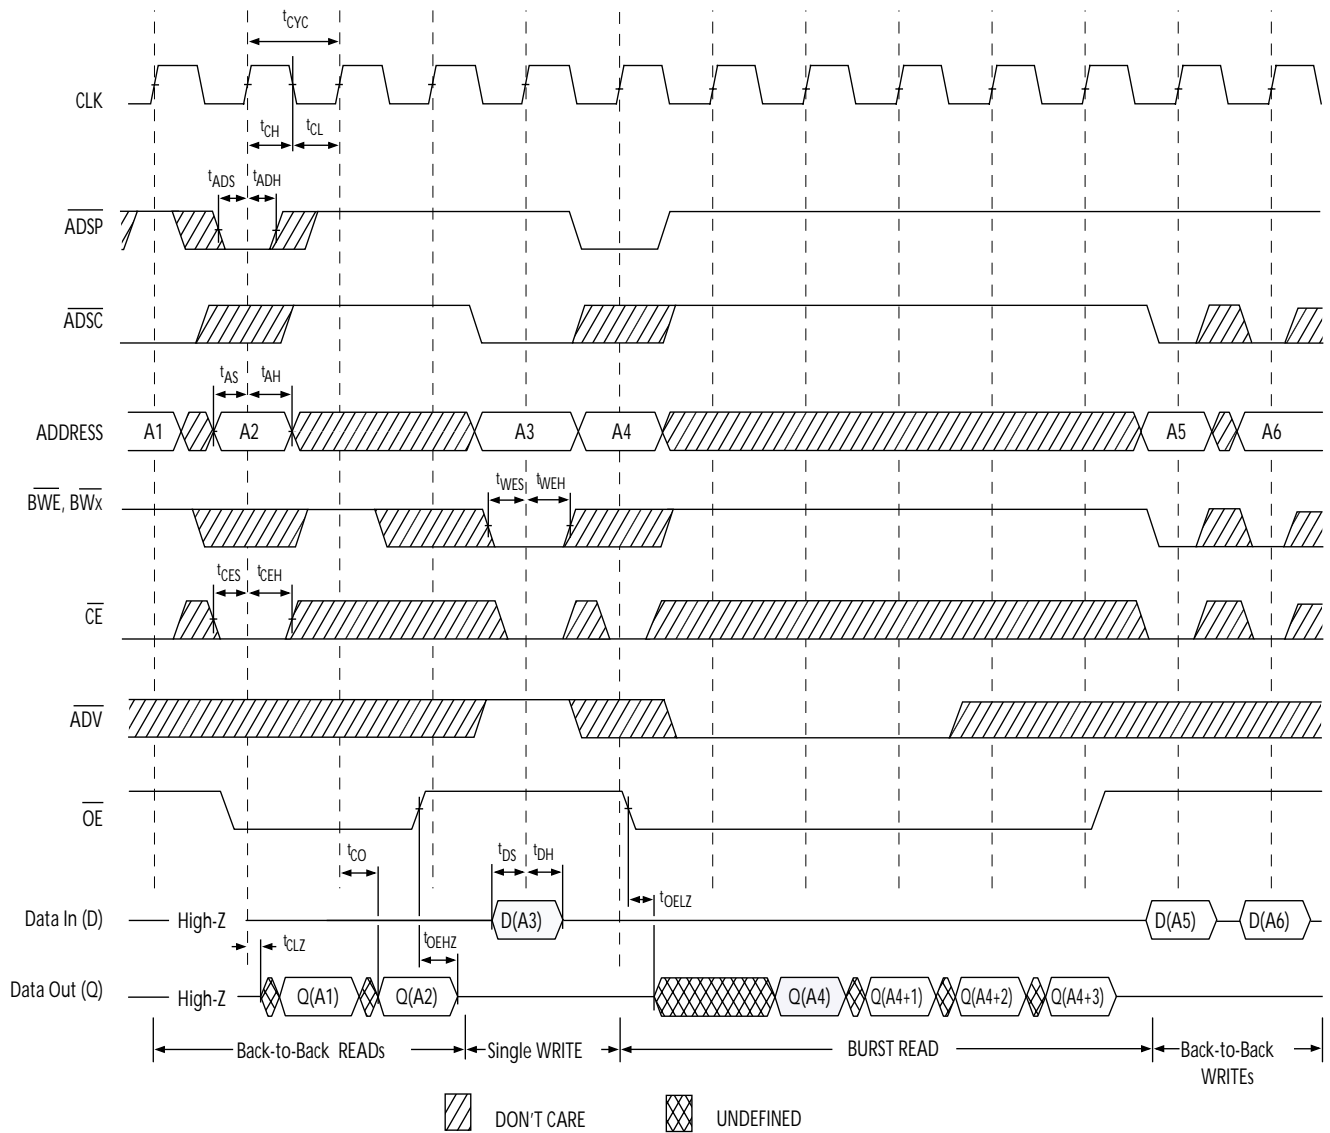 tCYC
CLK
tCH
tCL
tADS
tADH
ADSP
ADSC
tAS
tAH
ADDRESS
A1
A2
A3
A4
A5
A6
tWES
tWEH
BWE, BWx
tCES
tCEH
CE
ADV
OE
tCO
tDS
tDH
tOELZ
Data In (D)
High-Z
D(A3)
D(A5)
D(A6)
tCLZ
tOEHZ
Data Out (Q)
High-Z
Q(A1)
Q(A2)
Q(A4)
Q(A4+1)
Q(A4+2)
Q(A4+3)
Back-to-Back READs
Single WRITE
BURST READ
Back-to-Back
WRITEs
DON'T CARE
UNDEFINED